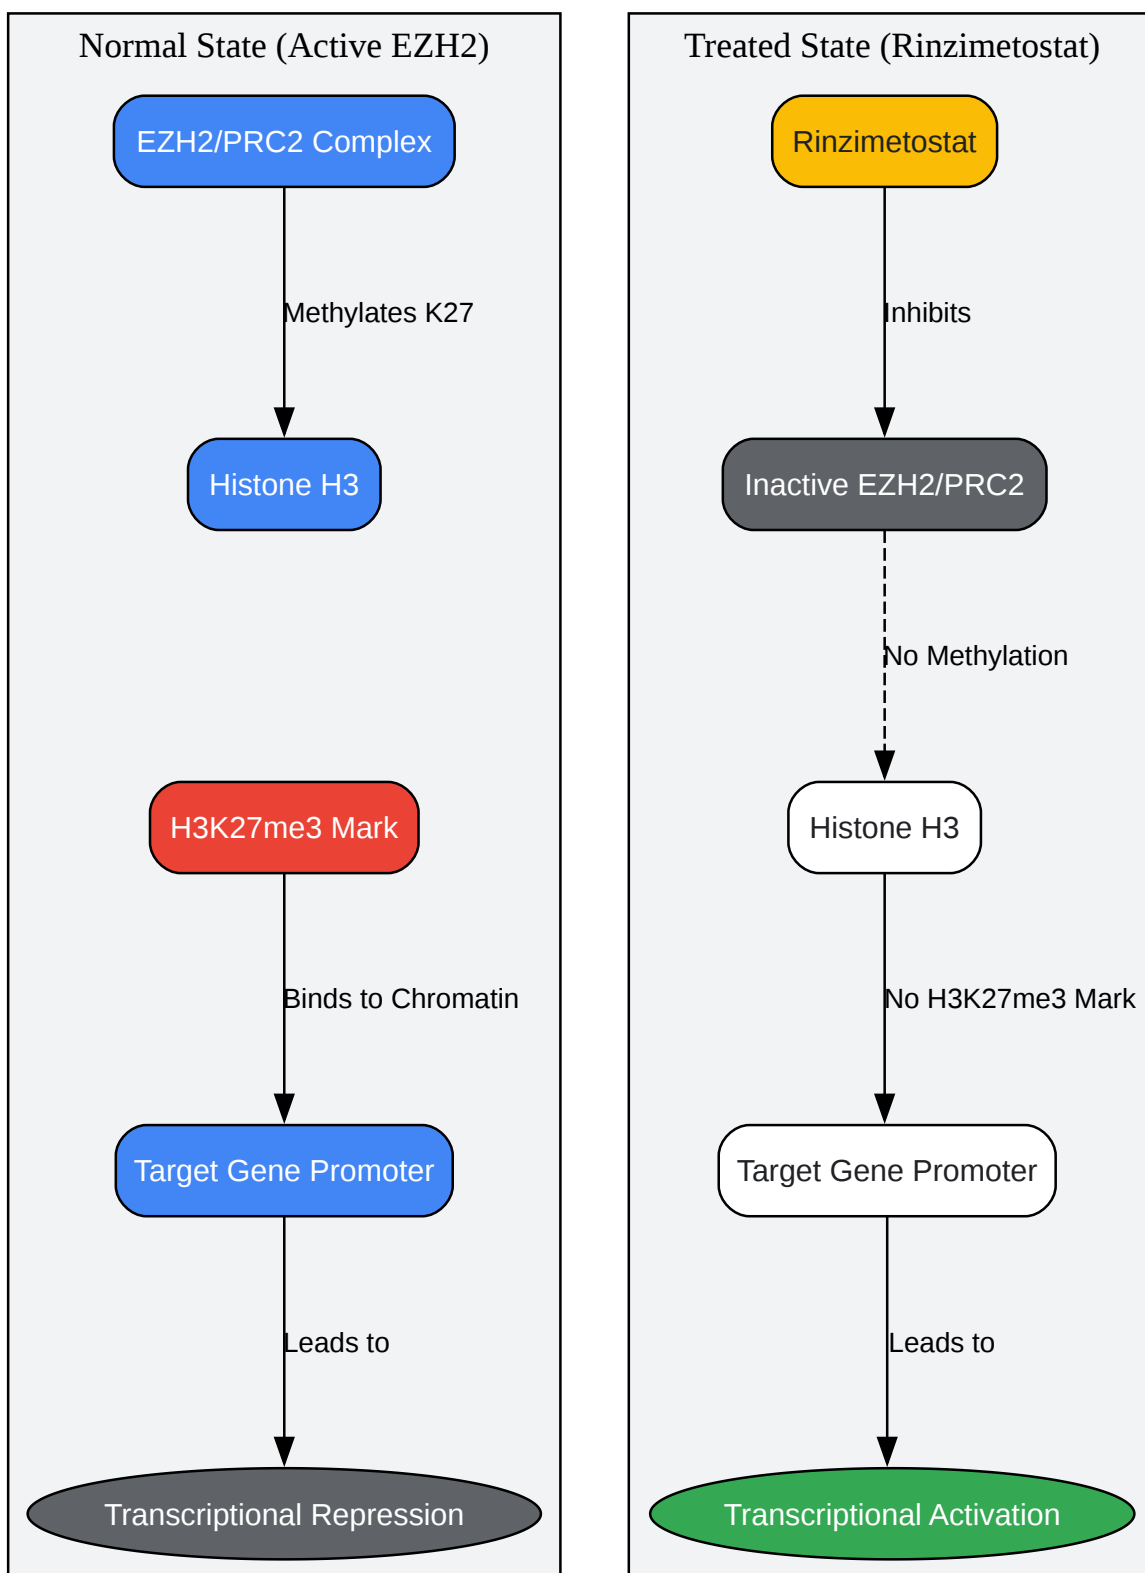 Normal State (Active EZH2)
EZH2/PRC2 Complex
Methylates K27
Histone H3
H3K27me3 Mark
Binds to Chromatin
Target Gene Promoter
Leads to
Transcriptional Repression
Treated State (Rinzimetostat)
Rinzimetostat
Inhibits
Inactive EZH2/PRC2
No Methylation
Histone H3
No H3K27me3 Mark
Target Gene Promoter
Leads to
Transcriptional Activation